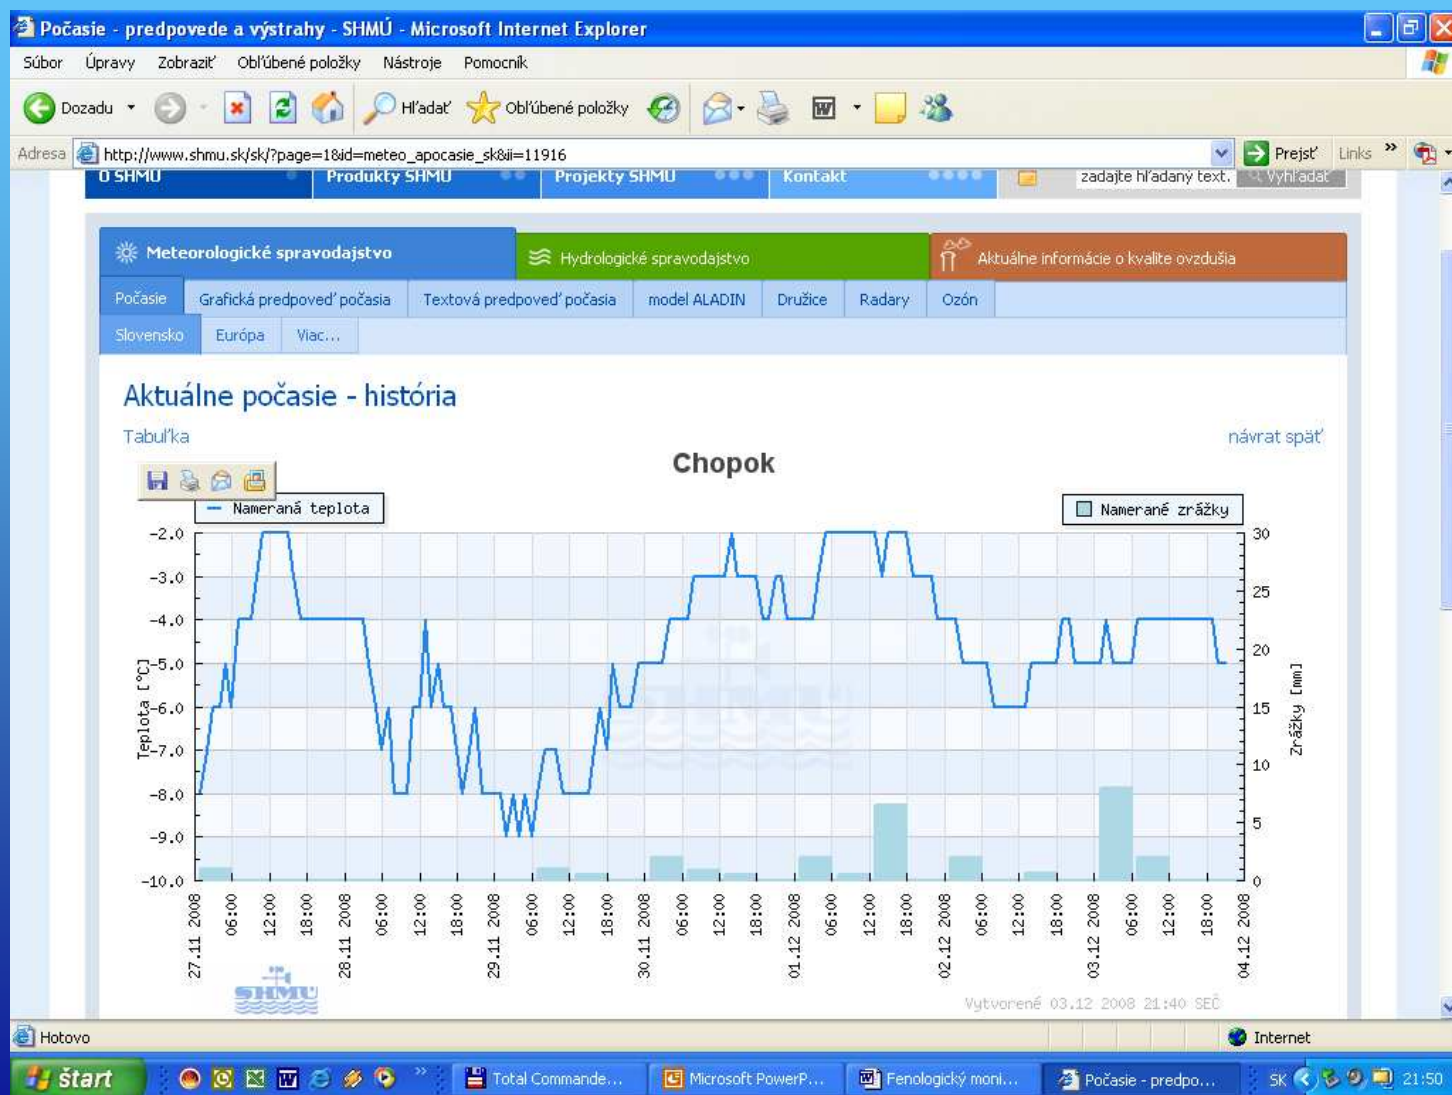 Počasie - predpovede a výstrahy - SHMÚ - Microsoft Internet Explorer
Súbor Úpravy Zobraziť Obľúbené položky Nástroje Pomocník
Dozadu Hľadať Obľúbené položky
Adresa http://www.shmu.sk/sk/?page=1&id=meteo_apocasie_sk&ii=11916 Prejsť Links »
O SHMÚ Produkty SHMÚ Projekty SHMÚ Kontakt zadajte hľadaný text. Vyhľadať
Meteorologické spravodajstvo Hydrologické spravodajstvo Aktuálne informácie o kvalite ovzdušia
Počasie Grafická predpoveď počasia Textová predpoveď počasia model ALADIN Družice Radary Ozón
Slovensko Európa Viac...
Aktuálne počasie - história
Tabuľka návrat späť
Chopok
Nameraná teplota Namerané zrážky
-2.0 30
-3.0
25
-4.0
20
-5.0
-6.0 15
-7.0
10
-8.0
-9.0 5
-10.0 0
Teplota [°C]
Zrážky [mm]
SHMÚ
27.11 2008 06:00 12:00 18:00 28.11 2008 06:00 12:00 18:00 29.11 2008 06:00 12:00 18:00 30.11 2008 06:00 12:00 18:00 01.12 2008 06:00 12:00 18:00 02.12 2008 06:00 12:00 18:00 03.12 2008 06:00 12:00 18:00 04.12 2008
SHMÚ
Vytvorené 03.12 2008 21:40 SEČ
Hotovo Internet
štart » Total Commande... Microsoft PowerP... Fenologický moni... Počasie - predpo... SK 21:50